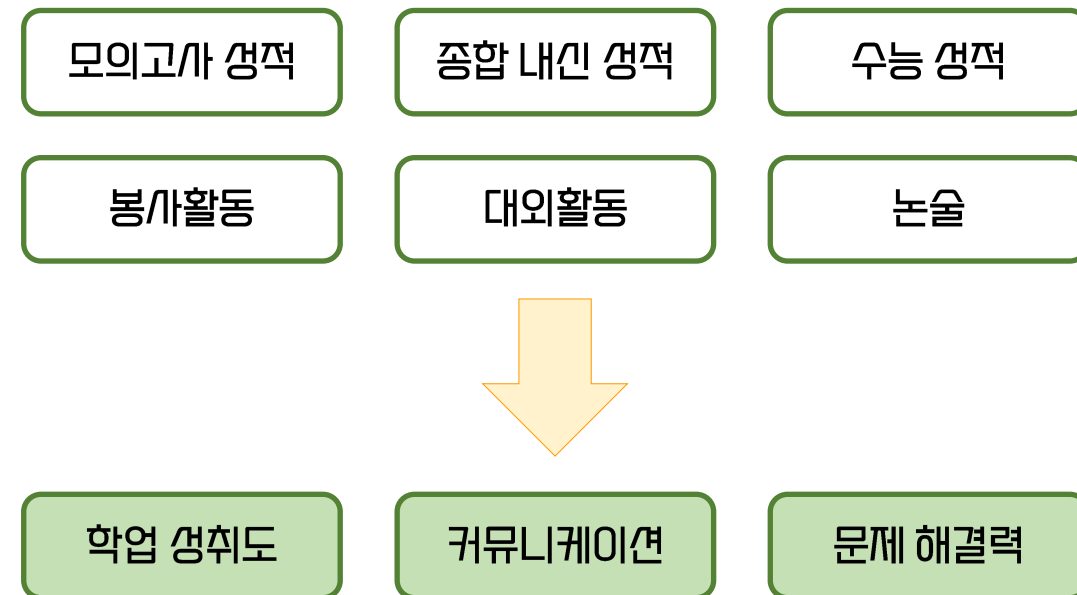 모의고사 성적
종합 내신 성적
수능 성적
봉사활동
대외활동
논술
학업 성취도
커뮤니케이션
문제 해결력